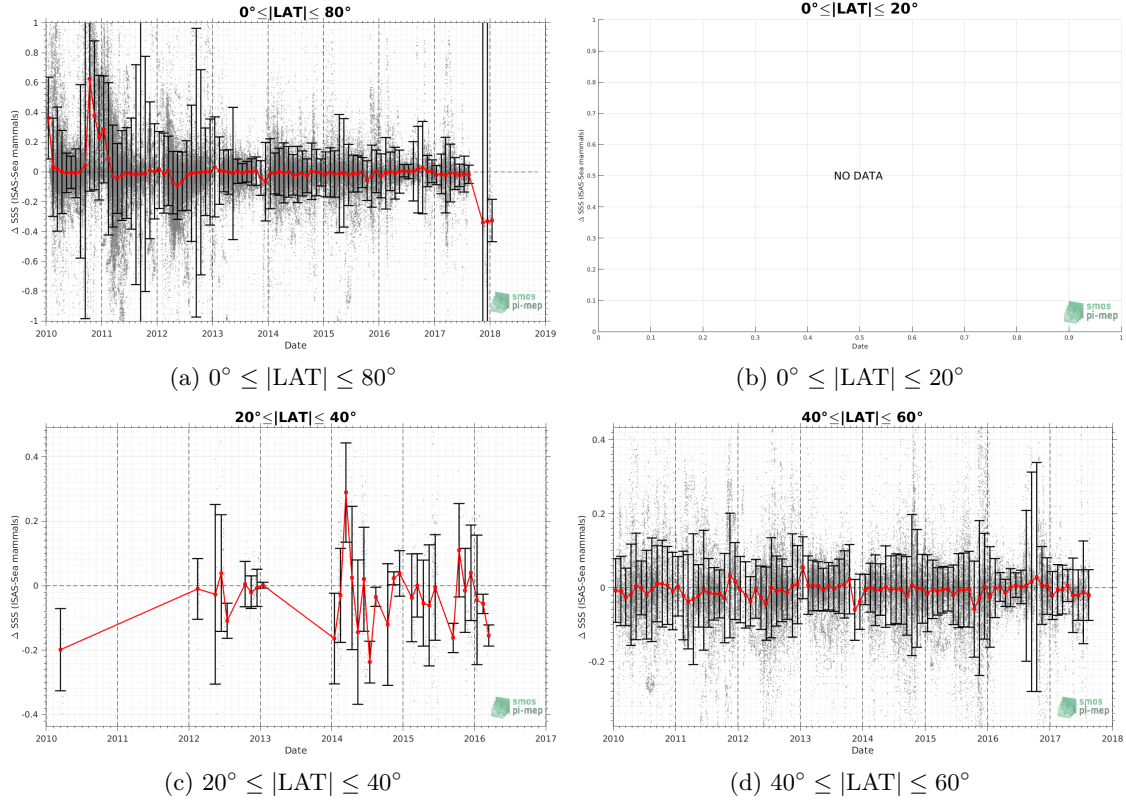 0°≤|LAT|≤ 80°
Δ SSS (ISAS-Sea mammals)
1
0.8
0.6
0.4
0.2
0
-0.2
-0.4
-0.6
-0.8
-1
2010 2011 2012 2013 2014 2015 2016 2017 2018 2019
Date
smos
pi-mep
(a) 0° ≤ |LAT| ≤ 80°
0°≤|LAT|≤ 20°
Δ SSS (ISAS-Sea mammals)
1
0.9
0.8
0.7
0.6
0.5
0.4
0.3
0.2
0.1
0
NO DATA
0 0.1 0.2 0.3 0.4 0.5 0.6 0.7 0.8 0.9 1
Date
smos
pi-mep
(b) 0° ≤ |LAT| ≤ 20°
20°≤|LAT|≤ 40°
Δ SSS (ISAS-Sea mammals)
0.4
0.2
0
-0.2
-0.4
2010 2011 2012 2013 2014 2015 2016 2017
Date
smos
pi-mep
(c) 20° ≤ |LAT| ≤ 40°
40°≤|LAT|≤ 60°
Δ SSS (ISAS-Sea mammals)
0.4
0.2
0
-0.2
2010 2011 2012 2013 2014 2015 2016 2017 2018
Date
smos
pi-mep
(d) 40° ≤ |LAT| ≤ 60°